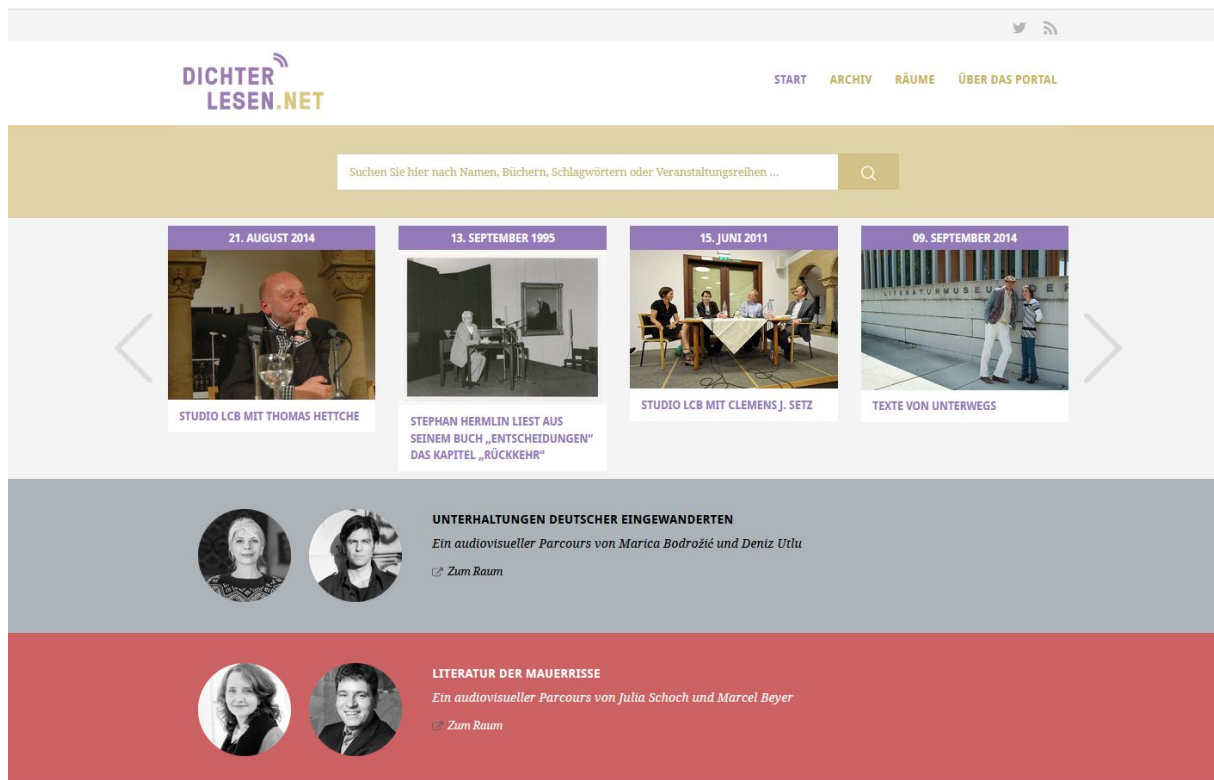 DICHTER
LESEN.NET
START ARCHIV RÄUME ÜBER DAS PORTAL
Suchen Sie hier nach Namen, Büchern, Schlagwörtern oder Veranstaltungsreihen ...
21. AUGUST 2014
STUDIO LCB MIT THOMAS HETTCHE
13. SEPTEMBER 1995
STEPHAN HERMLIN LIEST AUS
SEINEM BUCH „ENTSCHEIDUNGEN“
DAS KAPITEL „RÜCKKEHR“
15. JUNI 2011
STUDIO LCB MIT CLEMENS J. SETZ
09. SEPTEMBER 2014
LITERATURMUSEU DER
TEXTE VON UNTERWEGS
UNTERHALTUNGEN DEUTSCHER EINGEWANDERTEN
Ein audiovisueller Parcours von Marica Bodrožić und Deniz Utlu
Zum Raum
LITERATUR DER MAUERRISSE
Ein audiovisueller Parcours von Julia Schoch und Marcel Beyer
Zum Raum